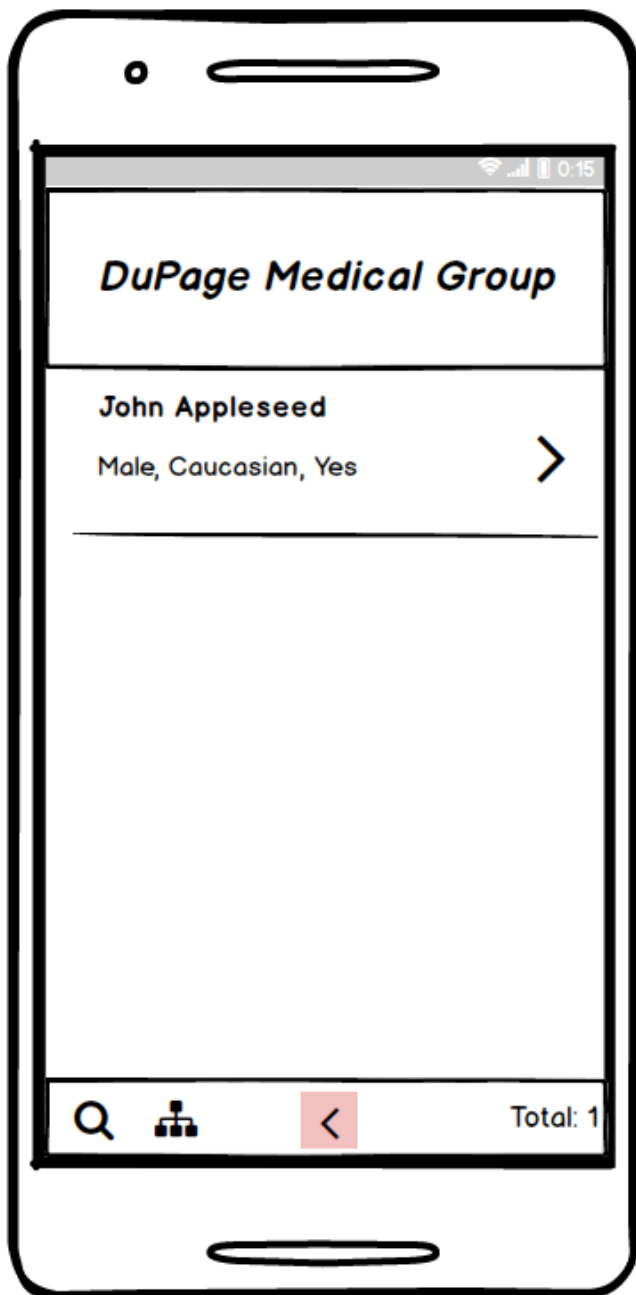 0:15
DuPage Medical Group
John Appleseed
Male, Caucasian, Yes
Total: 1